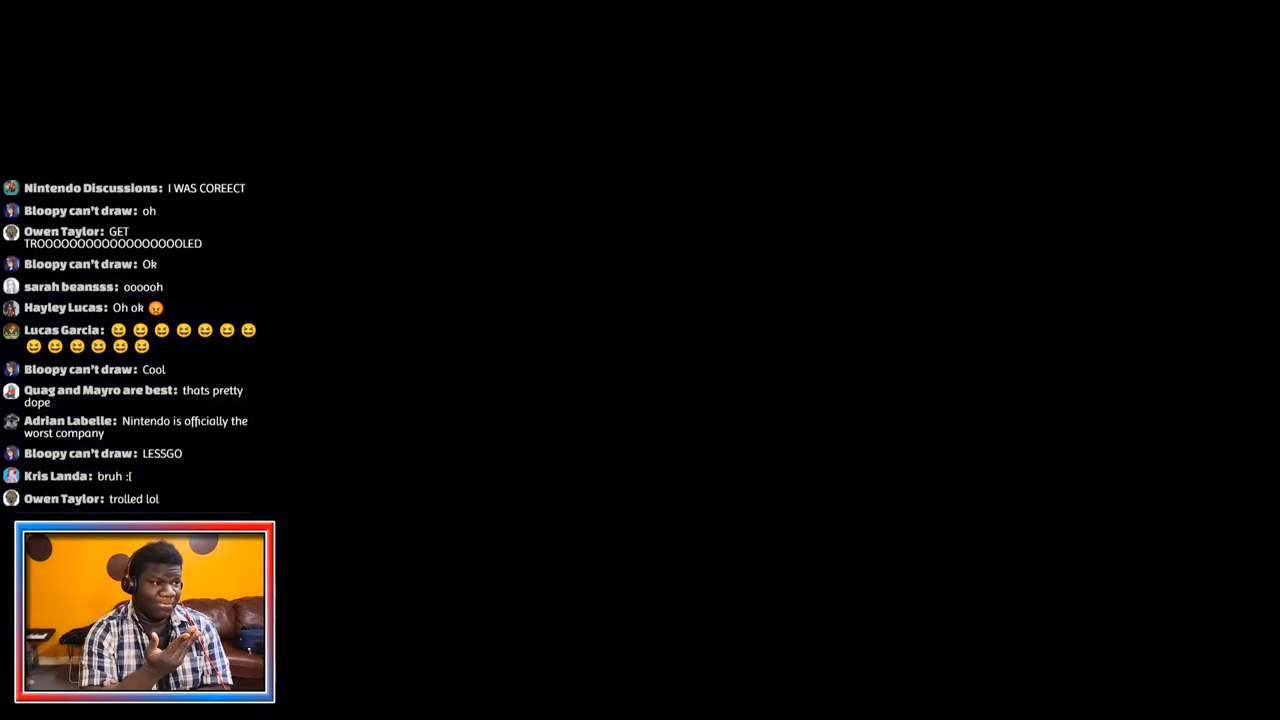 Nintendo Discussions: I WAS COREECT
Bloopy can't draw: oh
Owen Taylor: GET
TROOOOOOOOOOOOOOOOOOLED
Bloopy can't draw: Ok
sarah beansss: oooooh
Hayley Lucas: Oh ok 😡
Lucas Garcia: 😆 😆 😆 😆 😆 😆 😆
😆 😆 😆 😆 😆 😆
Bloopy can't draw: Cool
Quag and Mayro are best: thats pretty
dope
Adrian Labelle: Nintendo is officially the
worst company
Bloopy can't draw: LESSGO
Kris Landa: bruh :[
Owen Taylor: trolled lol